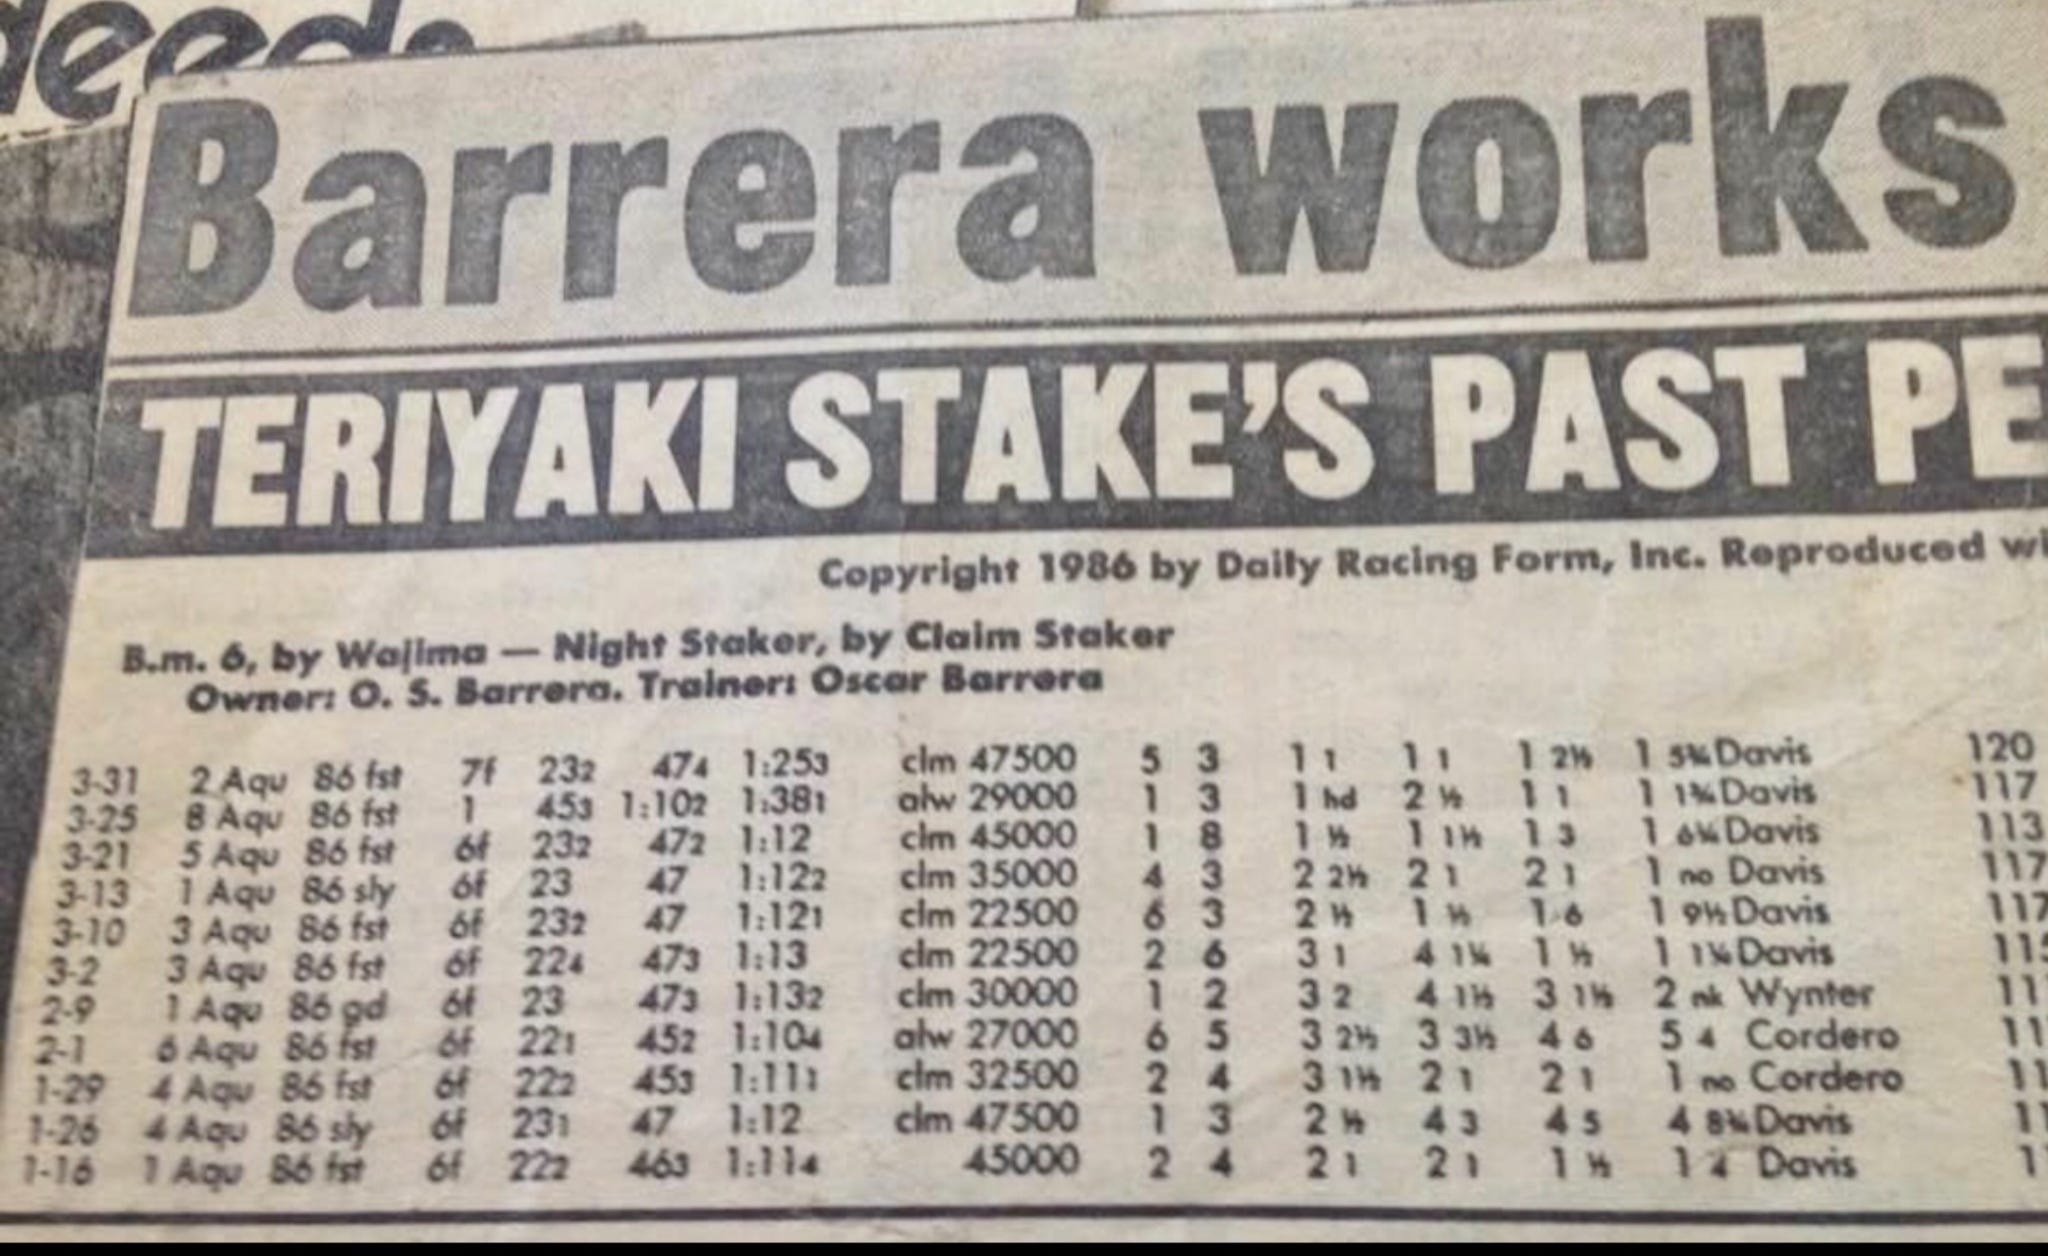 Barrera works
TERIYAKI STAKE'S PAST PE
Copyright 1986 by Daily Racing Form, Inc. Reproduced wi
B.m. 6, by Wajima — Night Staker, by Claim Staker
Owner: O. S. Barrera. Trainer: Oscar Barrera
3-31 2 Aqu 86 fst 7f 232 474 1:253 clm 47500 5 3 1 1 1 1 1 2½ 1 5¾ Davis 120
3-25 8 Aqu 86 fst 1 453 1:102 1:381 alw 29000 1 3 1 hd 2 ½ 1 1 1 1¾ Davis 117
3-21 5 Aqu 86 fst 6f 232 472 1:12 clm 45000 1 8 1 ½ 1 1½ 1 3 1 6¼ Davis 113
3-13 1 Aqu 86 sly 6f 23 47 1:122 clm 35000 4 3 2 2½ 2 1 2 1 1 no Davis 117
3-10 3 Aqu 86 fst 6f 232 47 1:121 clm 22500 6 3 2 ½ 1 ½ 1 6 1 9½ Davis 117
3-2 3 Aqu 86 fst 6f 224 473 1:13 clm 22500 2 6 3 1 4 1¼ 1 ½ 1 1¼ Davis 115
2-9 1 Aqu 86 gd 6f 23 473 1:132 clm 30000 1 2 3 2 4 1½ 3 1½ 2 nk Wynter 11
2-1 6 Aqu 86 fst 6f 221 452 1:104 alw 27000 6 5 3 2½ 3 3½ 4 6 5 4 Cordero 11
1-29 4 Aqu 86 fst 6f 222 453 1:111 clm 32500 2 4 3 1½ 2 1 2 1 1 no Cordero 11
1-26 4 Aqu 86 sly 6f 231 47 1:12 clm 47500 1 3 2 ½ 4 3 4 5 4 8¾ Davis 11
1-16 1 Aqu 86 fst 6f 222 463 1:114 45000 2 4 2 1 2 1 1 ½ 1 4 Davis 1